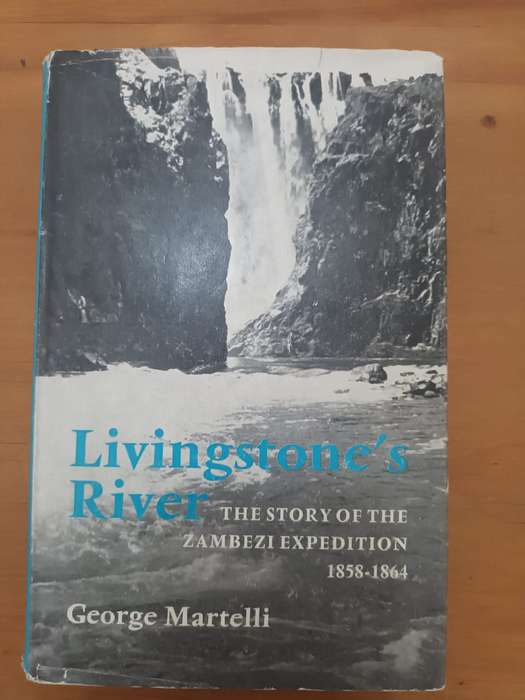 Livingstone's
River THE STORY OF THE
ZAMBEZI EXPEDITION
1858-1864
George Martelli